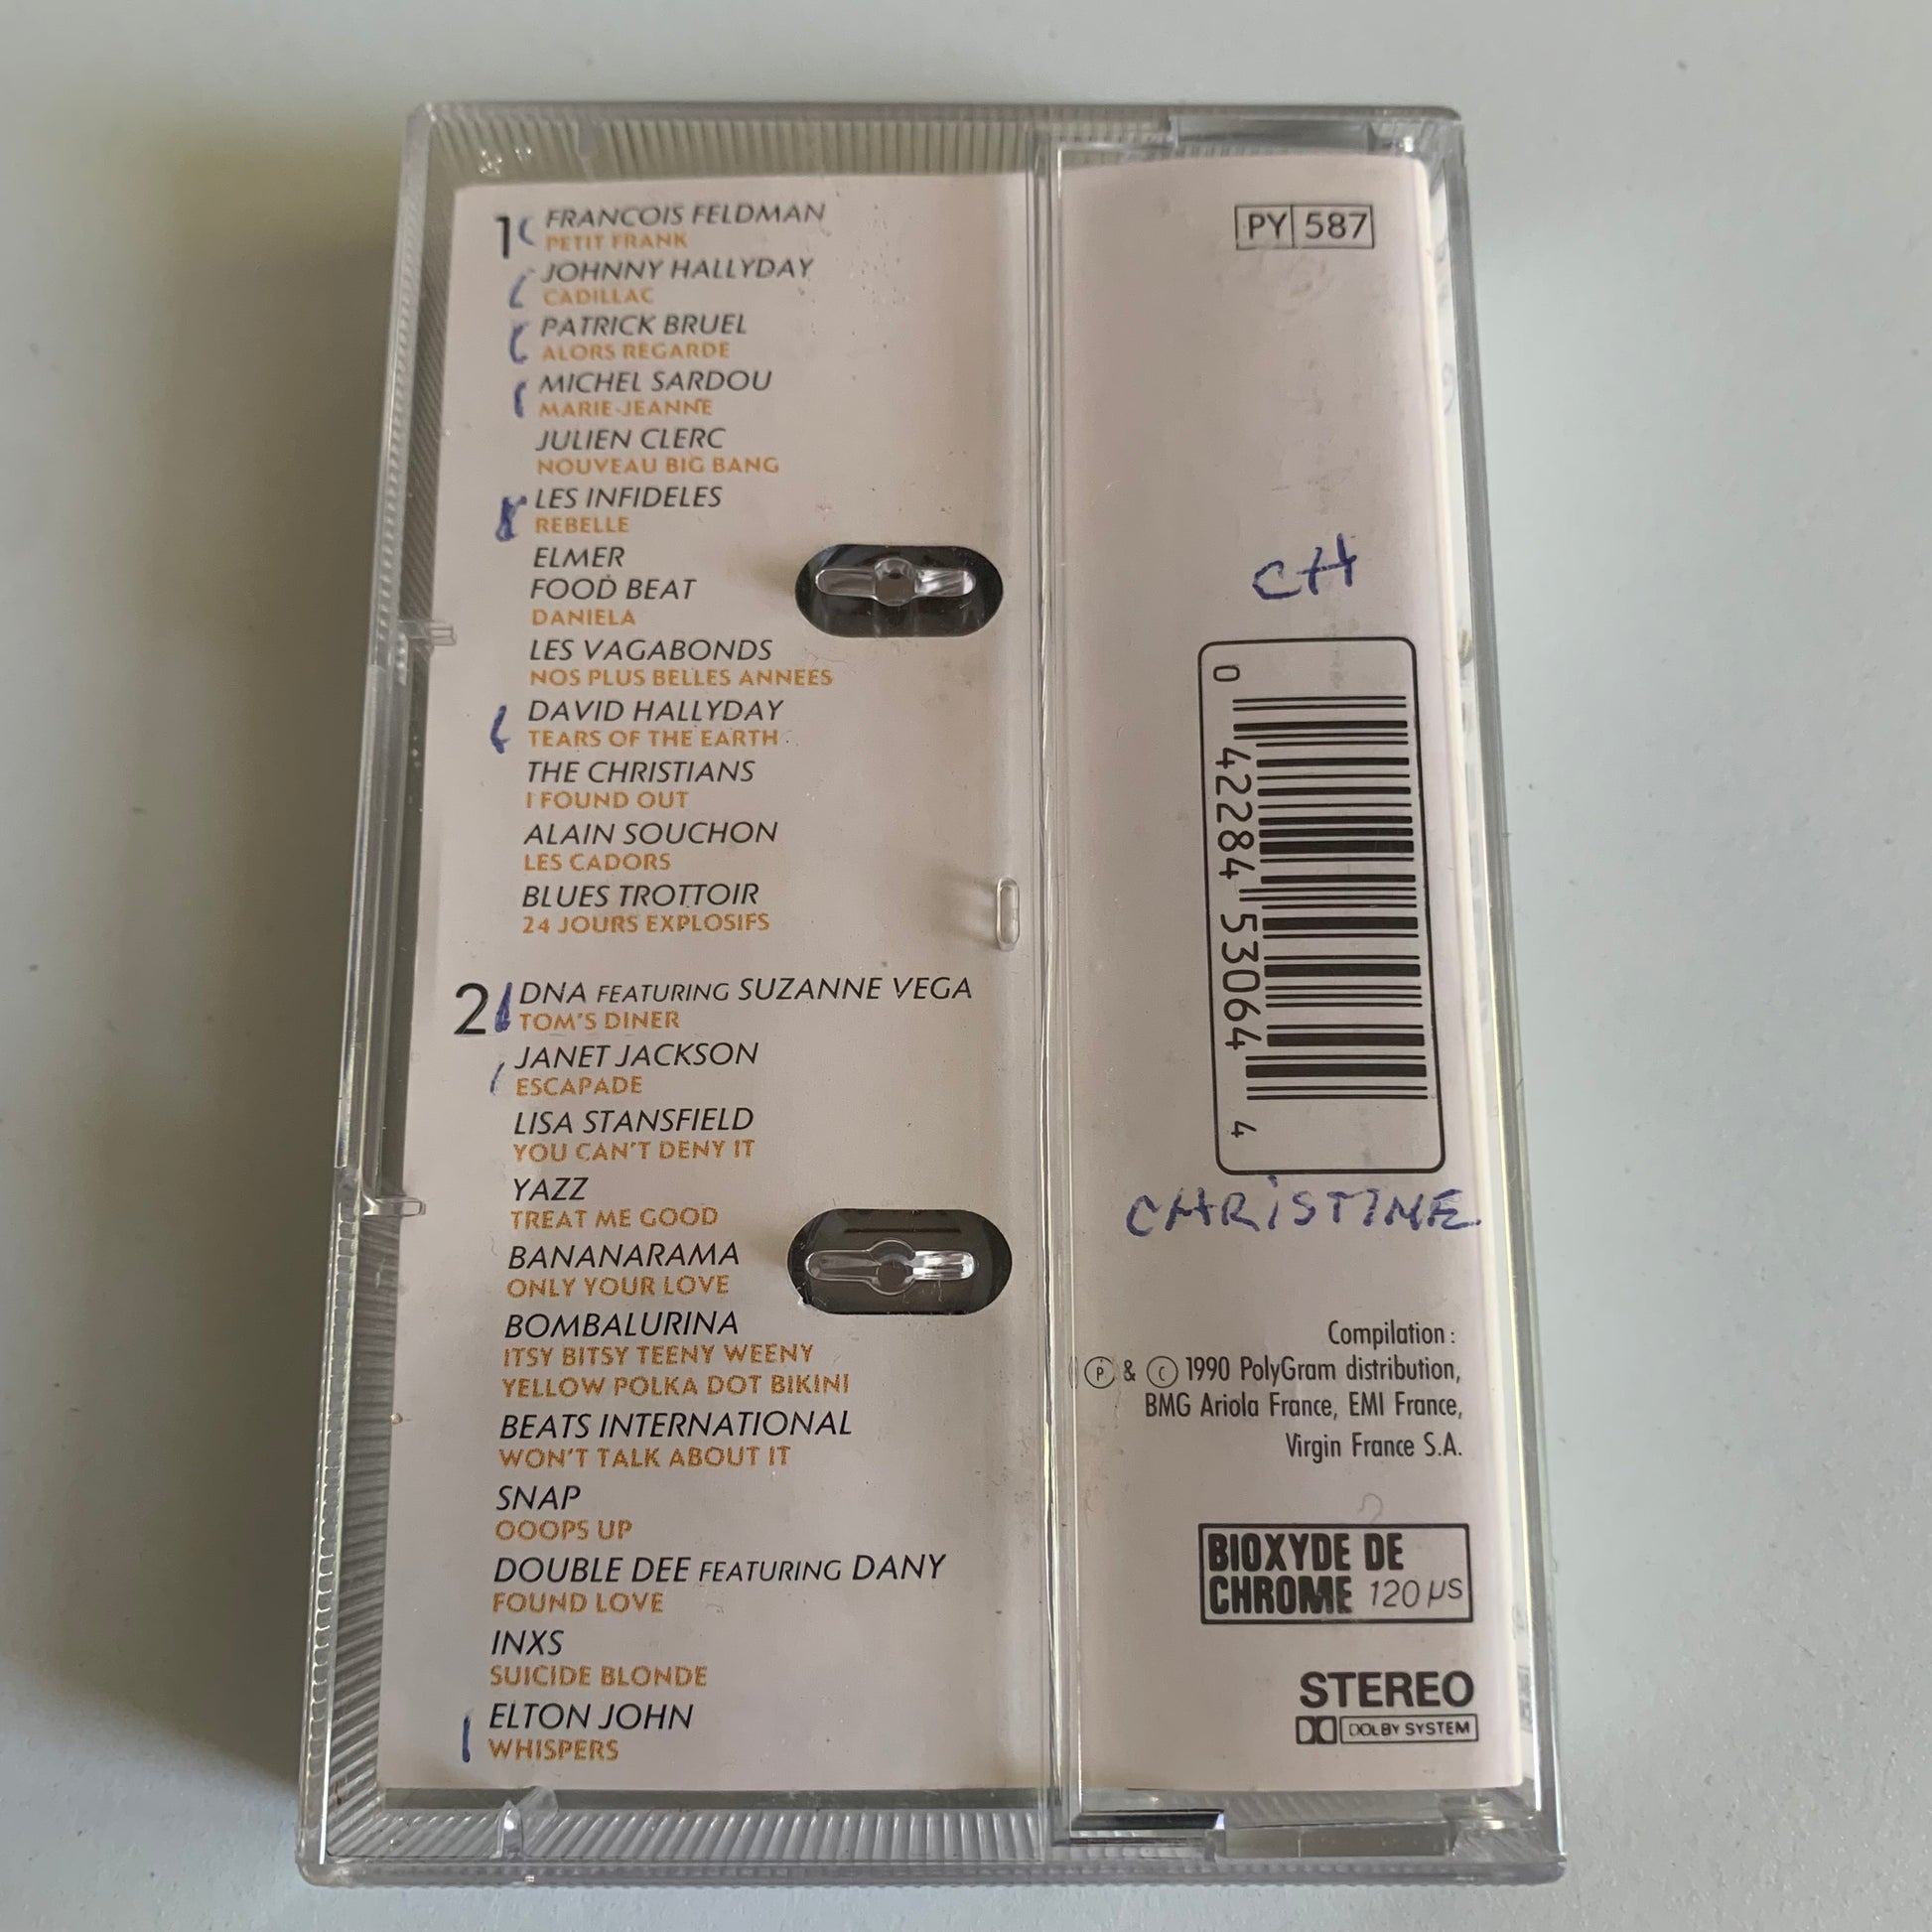 1 FRANCOIS FELDMAN
PETIT FRANK
JOHNNY HALLYDAY
CADILLAC
PATRICK BRUEL
ALORS REGARDE
MICHEL SARDOU
MARIE-JEANNE
JULIEN CLERC
NOUVEAU BIG BANG
LES INFIDELES
REBELLE
ELMER
FOOD BEAT
DANIELA
LES VAGABONDS
NOS PLUS BELLES ANNEES
DAVID HALLYDAY
TEARS OF THE EARTH
THE CHRISTIANS
I FOUND OUT
ALAIN SOUCHON
LES CADORS
BLUES TROTTOIR
24 JOURS EXPLOSIFS
2 DNA FEATURING SUZANNE VEGA
TOM'S DINER
JANET JACKSON
ESCAPADE
LISA STANSFIELD
YOU CAN'T DENY IT
YAZZ
TREAT ME GOOD
BANANARAMA
ONLY YOUR LOVE
BOMBALURINA
ITSY BITSY TEENY WEENY
YELLOW POLKA DOT BIKINI
BEATS INTERNATIONAL
WON'T TALK ABOUT IT
SNAP
OOOPS UP
DOUBLE DEE FEATURING DANY
FOUND LOVE
INXS
SUICIDE BLONDE
ELTON JOHN
WHISPERS
PY 587
CH
0 42284 53064 4
CHRISTINE
Compilation :
Ⓟ & © 1990 PolyGram distribution,
BMG Ariola France, EMI France,
Virgin France S.A.
BIOXYDE DE
CHROME 120 µs
STEREO
DOLBY SYSTEM